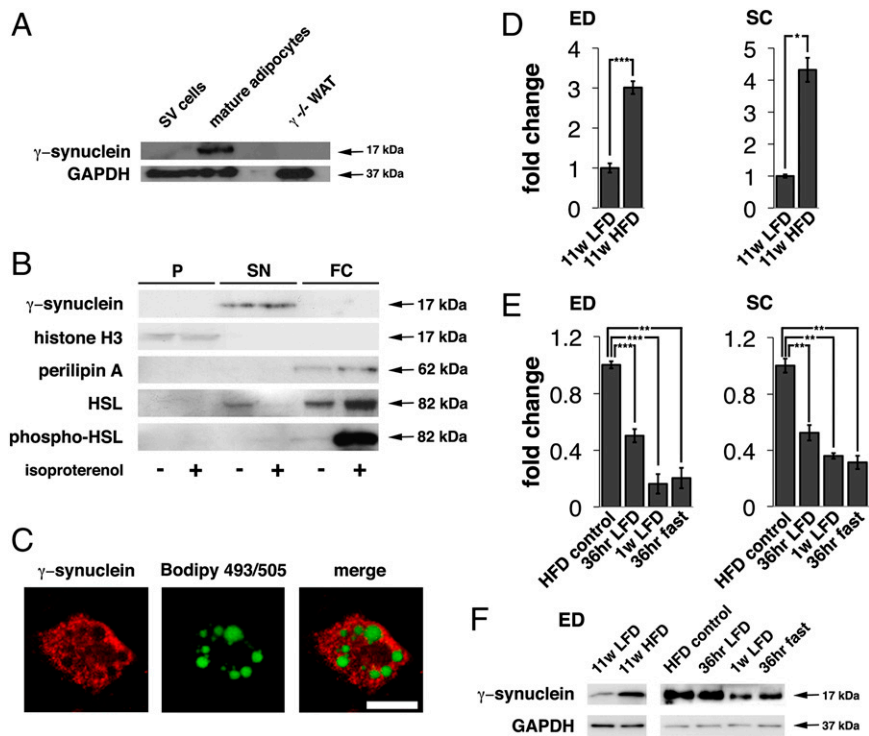 A
SV cells
mature adipocytes
γ -/- WAT
γ-synuclein
17 kDa
GAPDH
37 kDa
B
P SN FC
γ-synuclein
17 kDa
histone H3
17 kDa
perilipin A
62 kDa
HSL
82 kDa
phospho-HSL
82 kDa
isoproterenol - + - + - +
C
γ-synuclein Bodipy 493/505 merge
D
ED
fold change
4
3
2
1
0
***
11w LFD
11w HFD
SC
5
4
3
2
1
0
*
11w LFD
11w HFD
E
ED
fold change
1.2
0.8
0.4
0
**
***
***
HFD control
36hr LFD
1w LFD
36hr fast
SC
1.2
0.8
0.4
0
**
**
**
HFD control
36hr LFD
1w LFD
36hr fast
F
ED
11w LFD
11w HFD
HFD control
36hr LFD
1w LFD
36hr fast
γ-synuclein
17 kDa
GAPDH
37 kDa